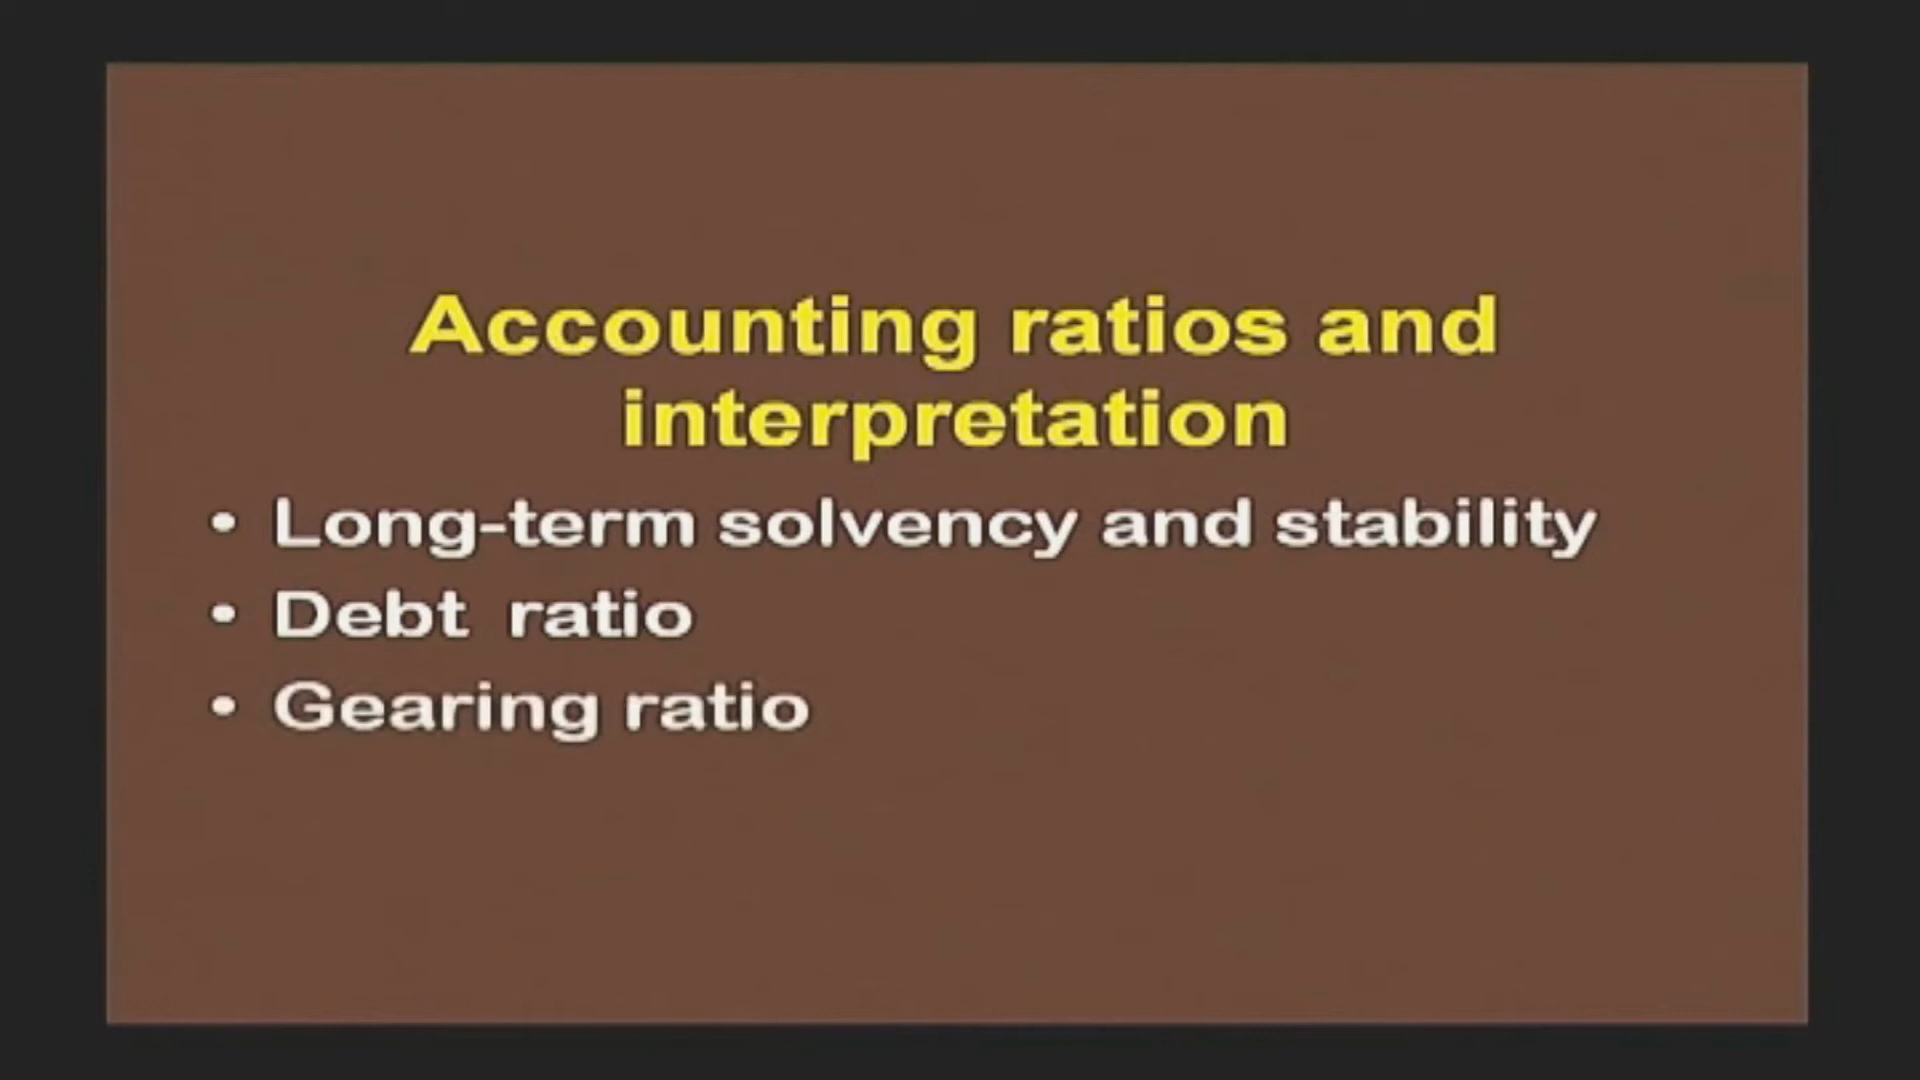 Accounting ratios and
interpretation
• Long-term solvency and stability
• Debt ratio
• Gearing ratio